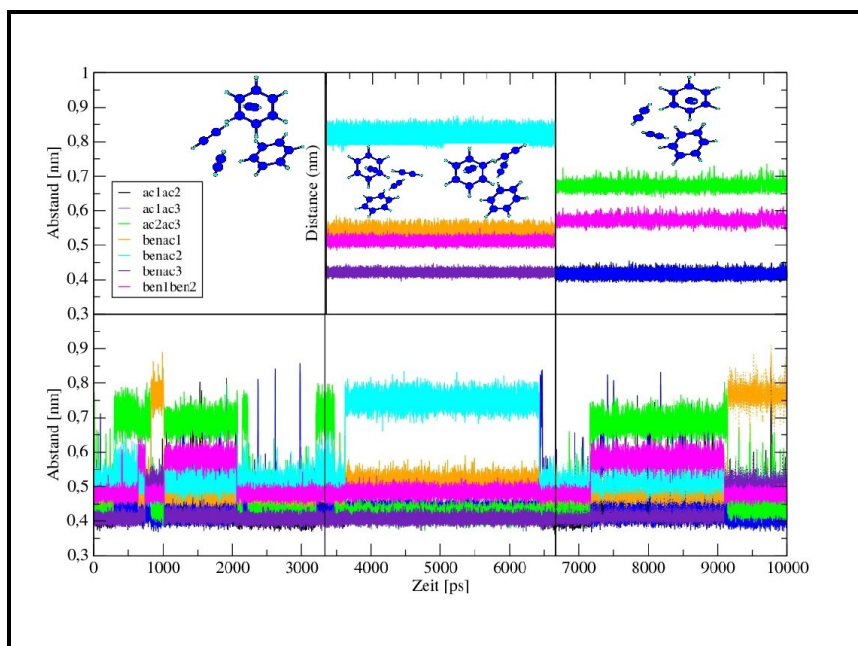 1
0,9
0,8
0,7
0,6
0,5
0,4
0,3
Abstand [nm]
Distance (nm)
ac1ac2
ac1ac3
ac2ac3
benac1
benac2
benac3
ben1ben2
0,9
0,8
0,7
0,6
0,5
0,4
0,3
Abstand [nm]
0 1000 2000 3000 4000 5000 6000 7000 8000 9000 10000
Zeit [ps]